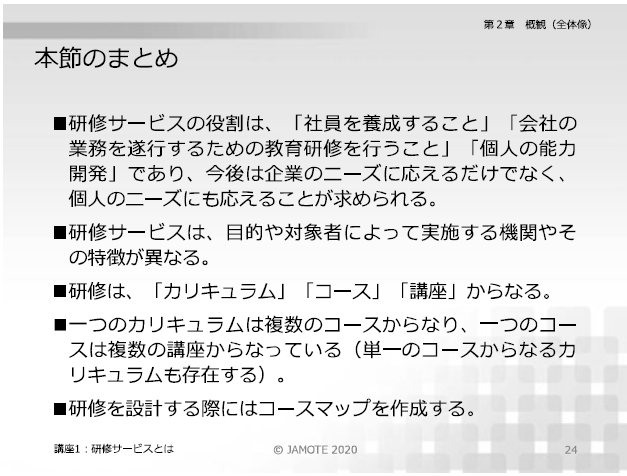 第２章　概観（全体像）
本節のまとめ
■研修サービスの役割は、「社員を養成すること」「会社の
業務を遂行するための教育研修を行うこと」「個人の能力
開発」であり、今後は企業のニーズに応えるだけでなく、
個人のニーズにも応えることが求められる。
■研修サービスは、目的や対象者によって実施する機関やそ
の特徴が異なる。
■研修は、「カリキュラム」「コース」「講座」からなる。
■一つのカリキュラムは複数のコースからなり、一つのコー
スは複数の講座からなっている（単一のコースからなるカ
リキュラムも存在する）。
■研修を設計する際にはコースマップを作成する。
講座1：研修サービスとは
© JAMOTE 2020
24